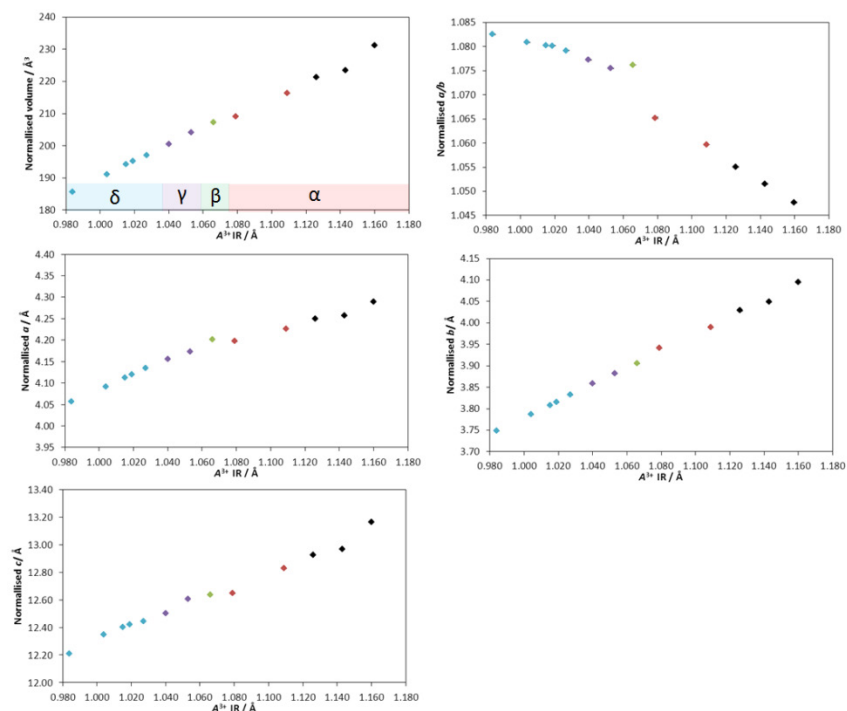 240
230
220
210
200
190
180
Normalised volume / Å³
δ γ β α
0.980 1.000 1.020 1.040 1.060 1.080 1.100 1.120 1.140 1.160 1.180
A³⁺ IR / Å
1.085
1.080
1.075
1.070
1.065
1.060
1.055
1.050
1.045
Normallised a/b
0.980 1.000 1.020 1.040 1.060 1.080 1.100 1.120 1.140 1.160 1.180
A³⁺ IR / Å
4.40
4.35
4.30
4.25
4.20
4.15
4.10
4.05
4.00
3.95
Normallised a / Å
0.980 1.000 1.020 1.040 1.060 1.080 1.100 1.120 1.140 1.160 1.180
A³⁺ IR / Å
4.15
4.10
4.05
4.00
3.95
3.90
3.85
3.80
3.75
3.70
Normallised b/ Å
0.980 1.000 1.020 1.040 1.060 1.080 1.100 1.120 1.140 1.160 1.180
A³⁺ IR / Å
13.40
13.20
13.00
12.80
12.60
12.40
12.20
12.00
Normallised c/ Å
0.980 1.000 1.020 1.040 1.060 1.080 1.100 1.120 1.140 1.160 1.180
A³⁺ IR / Å